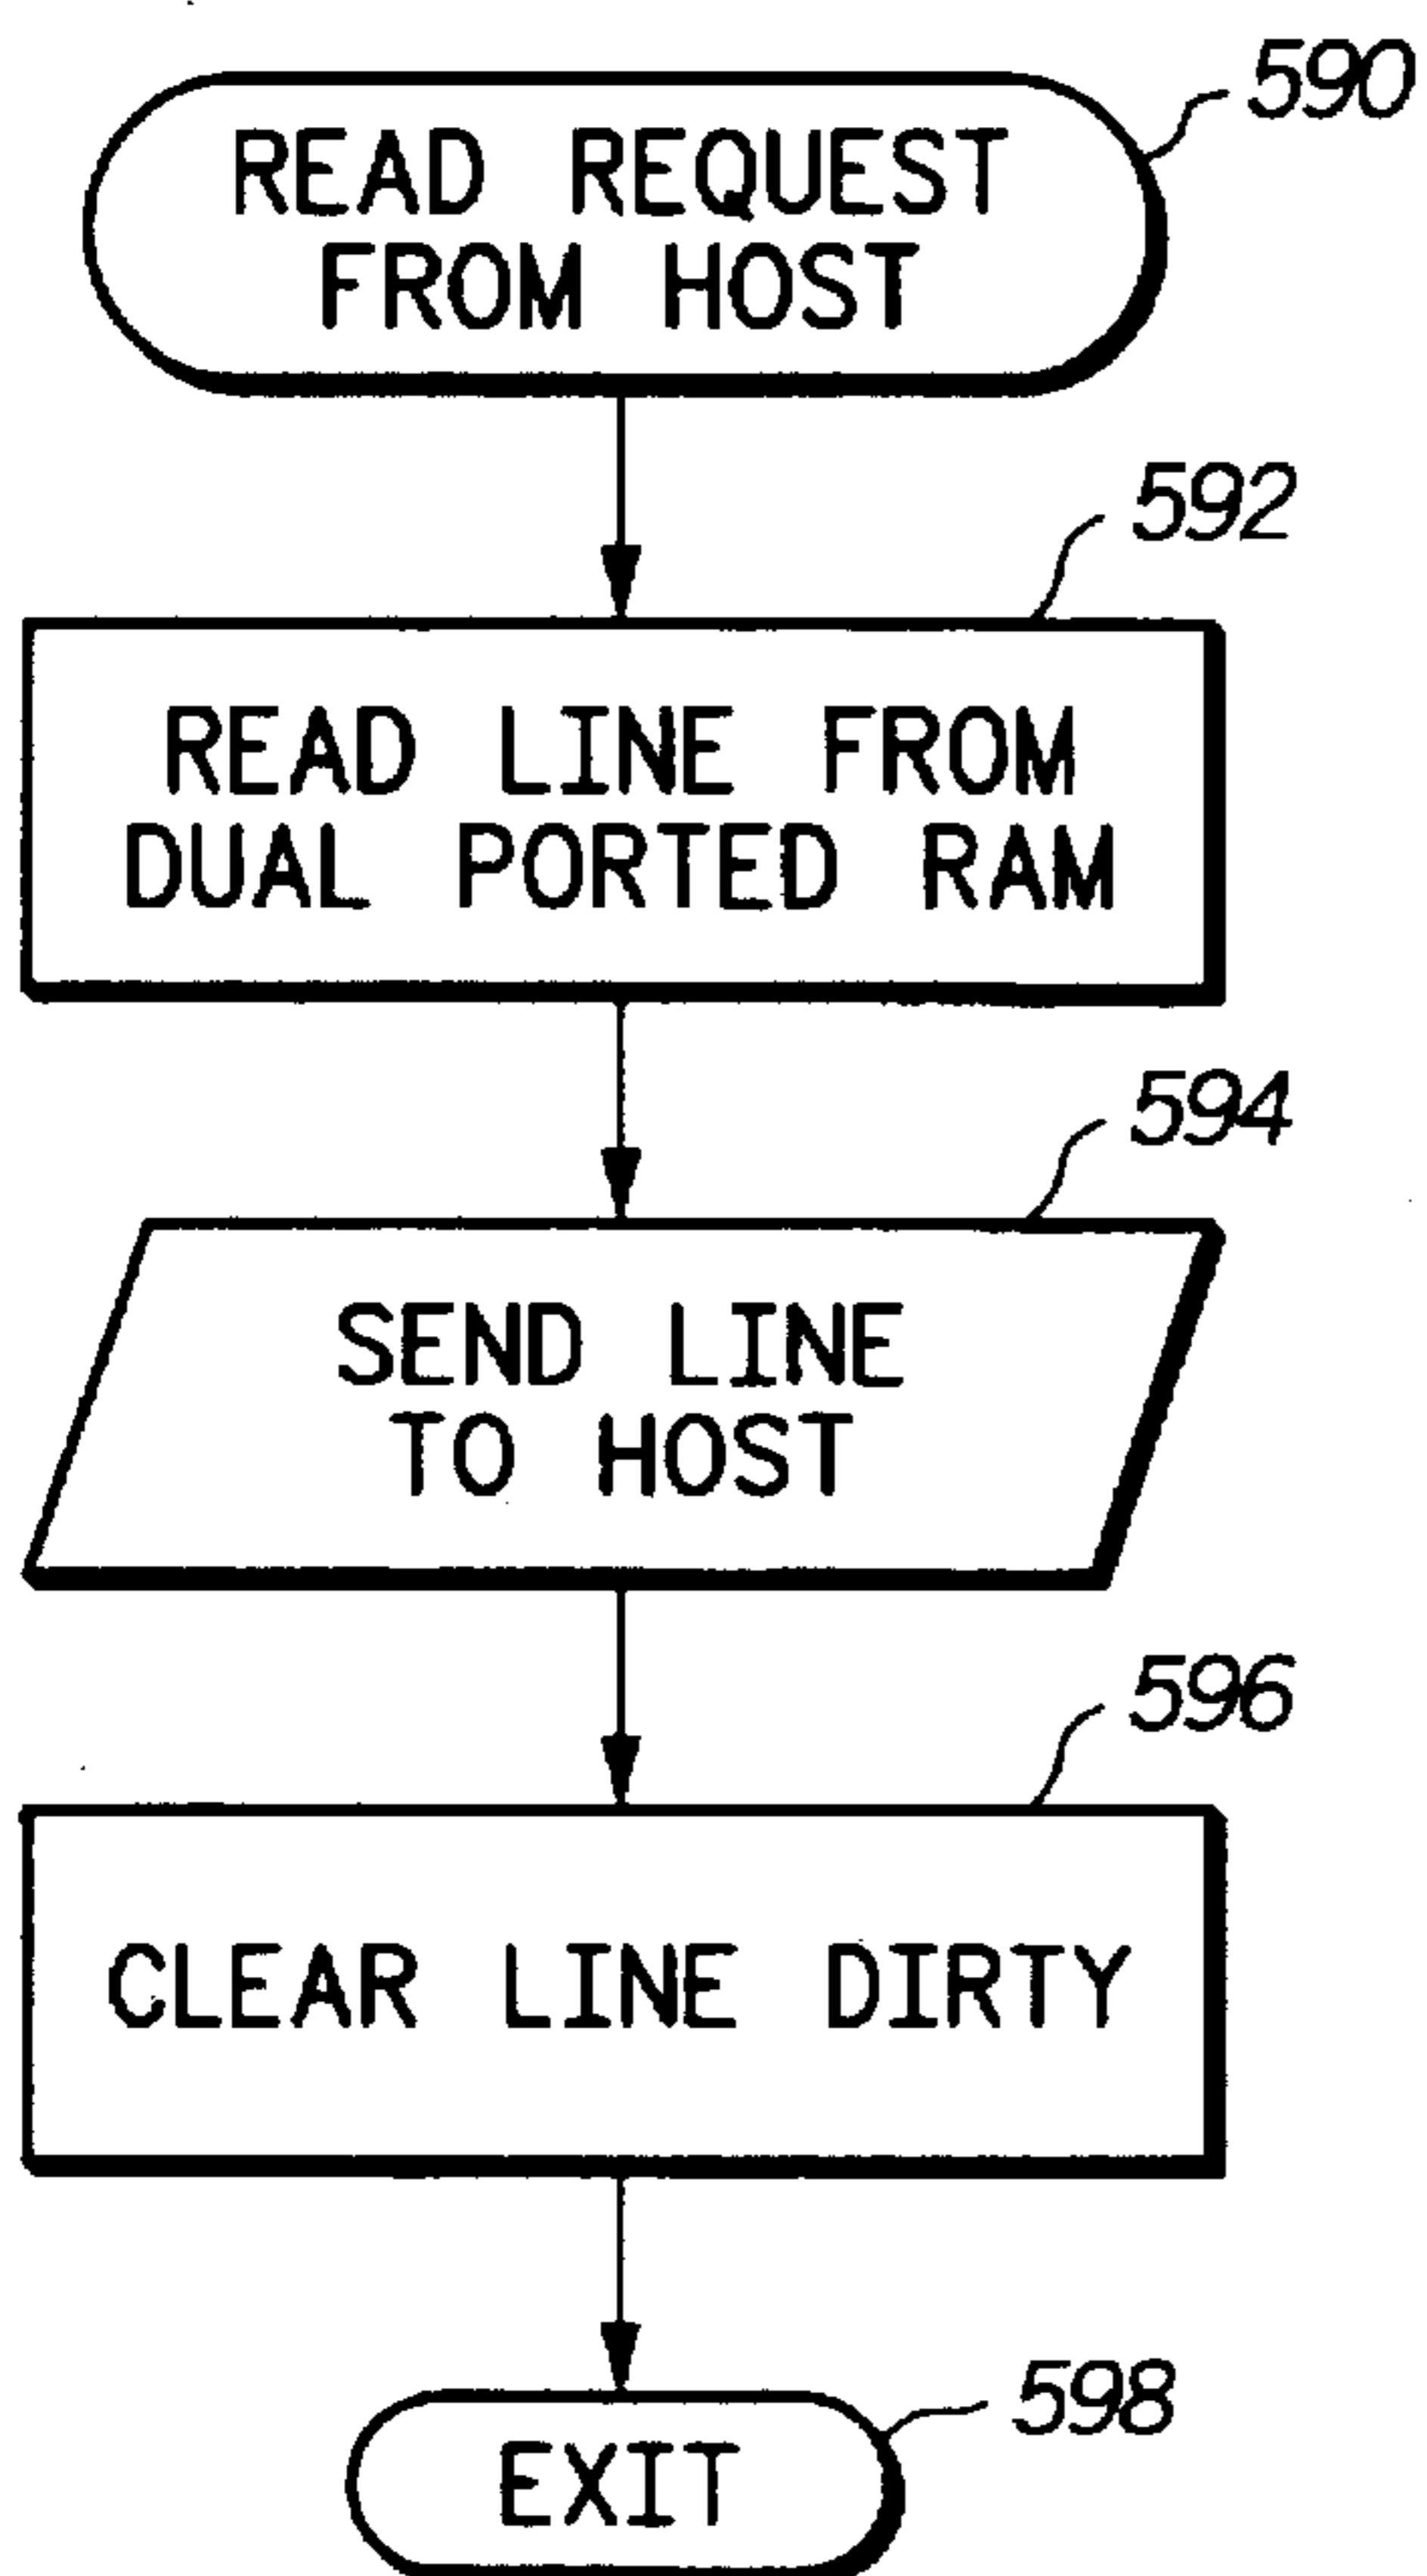 590
READ REQUEST
FROM HOST
592
READ LINE FROM
DUAL PORTED RAM
594
SEND LINE
TO HOST
596
CLEAR LINE DIRTY
598
EXIT